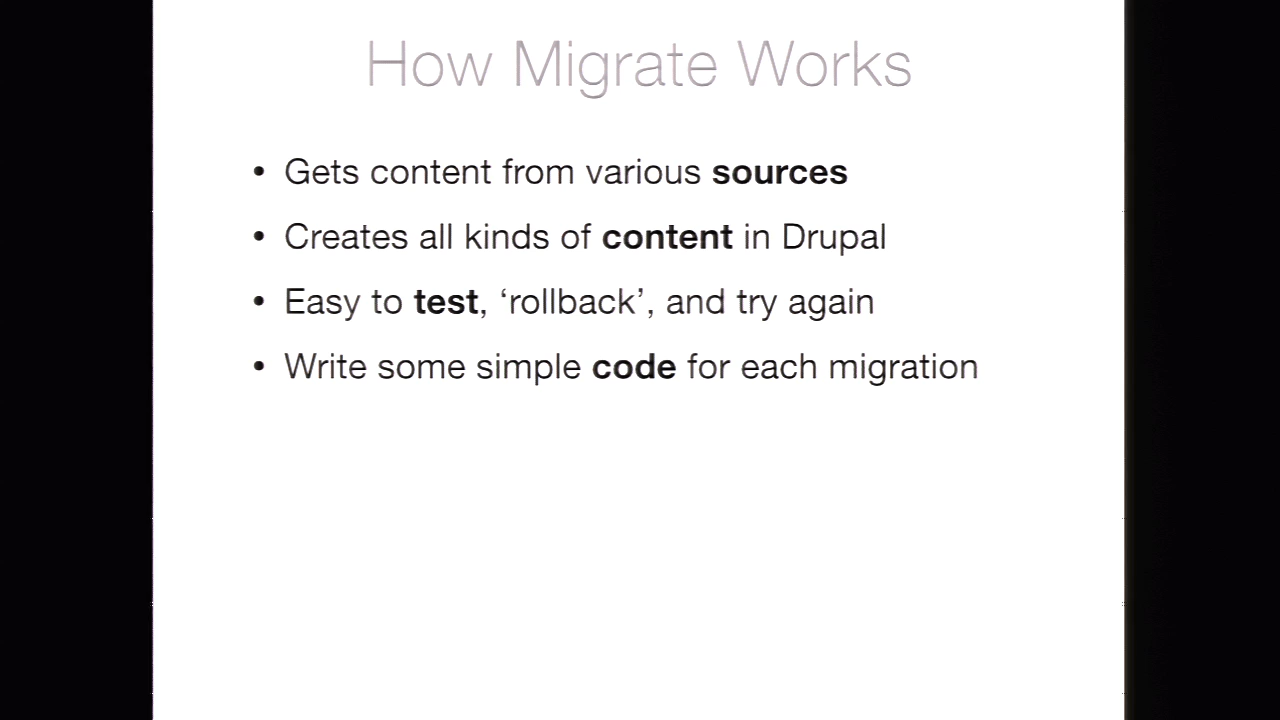 How Migrate Works
• Gets content from various sources
• Creates all kinds of content in Drupal
• Easy to test, ‘rollback’, and try again
• Write some simple code for each migration